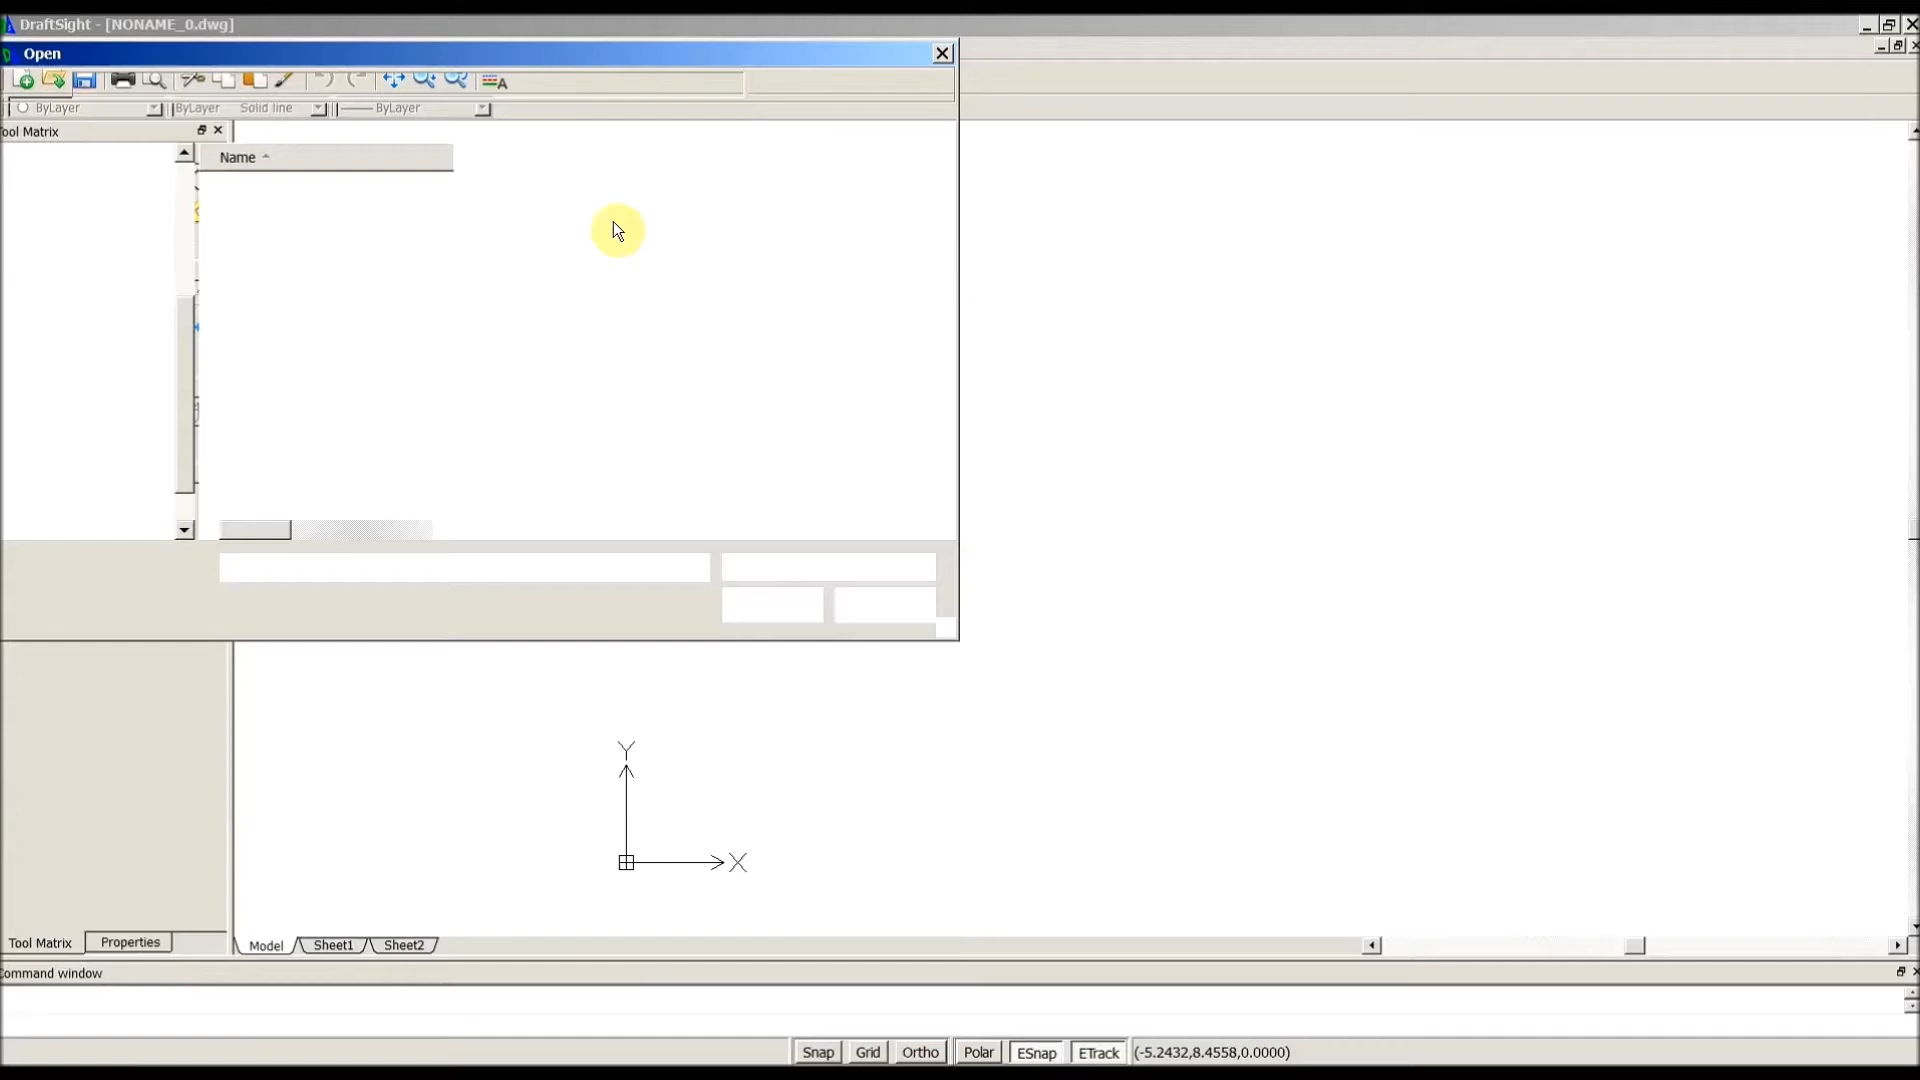 DraftSight - [NONAME_0.dwg]
Open
ByLayer
ByLayer Solid line
ByLayer
ool Matrix
Name
Y
X
Tool Matrix
Properties
Model
Sheet1
Sheet2
Command window
Snap
Grid
Ortho
Polar
ESnap
ETrack
(-5.2432,8.4558,0.0000)